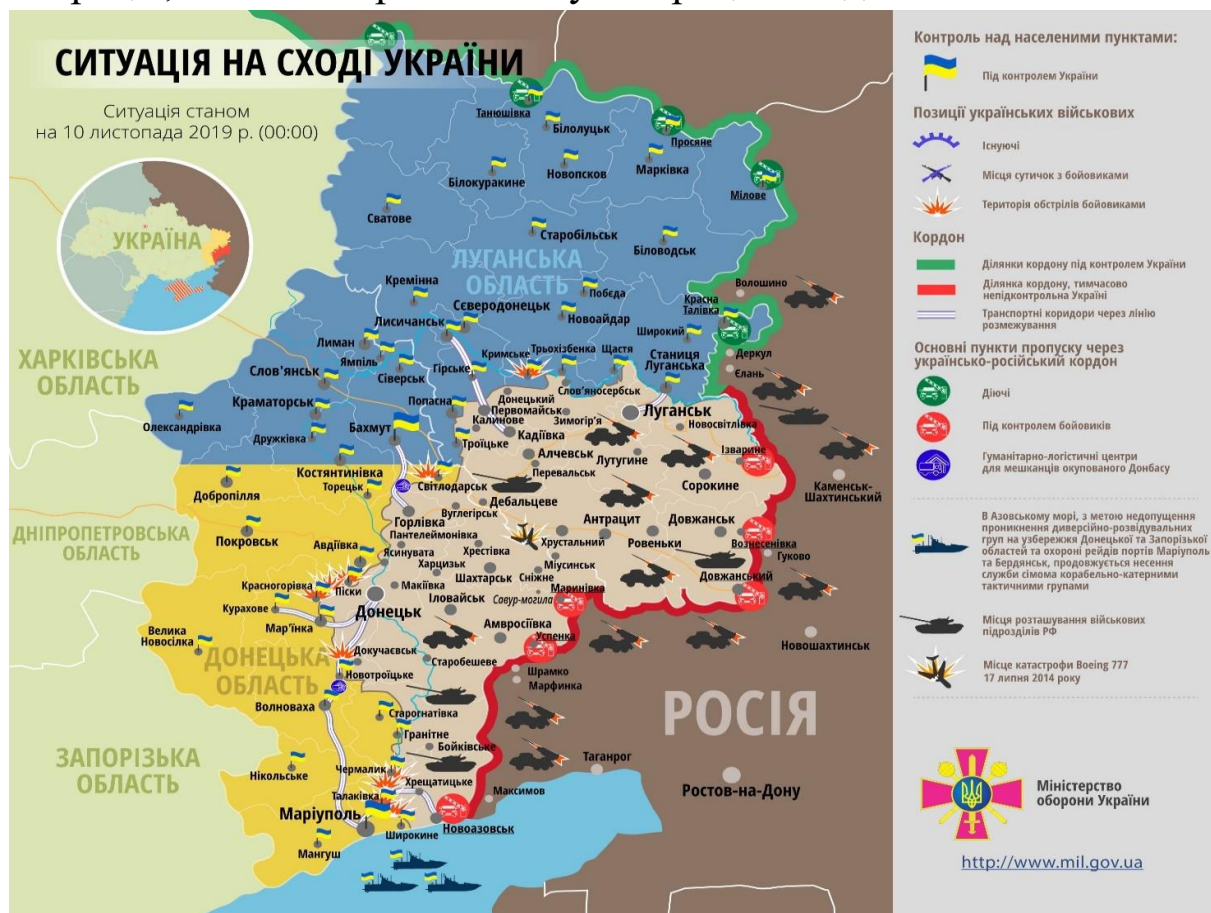 СИТУАЦІЯ НА СХОДІ УКРАЇНИ
Ситуація станом
на 10 листопада 2019 р. (00:00)
УКРАЇНА
ХАРКІВСЬКА
ОБЛАСТЬ
ДНІПРОПЕТРОВСЬКА
ОБЛАСТЬ
ЗАПОРІЗЬКА
ОБЛАСТЬ
ЛУГАНСЬКА
ОБЛАСТЬ
ДОНЕЦЬКА
ОБЛАСТЬ
РОСІЯ
Танюшівка
Білолуцьк
Просяне
Білокуракине
Новопсков
Марківка
Мілове
Сватове
Старобільськ
Біловодськ
Кремінна
Сєвєродонецьк
Побєда
Красна
Талівка
Волошино
Лисичанськ
Новоайдар
Широкий
Лиман
Ямпіль
Кримське
Трьохізбенка
Щастя
Станиця
Луганська
Деркул
Єлань
Слов'янськ
Сіверськ
Гірське
Слов'яносербськ
Донецький
Краматорськ
Попасна
Первомайськ
Калинове
Зимогір'я
Луганськ
Новосвітлівка
Олександрівка
Дружківка
Бахмут
Троїцьке
Кадіївка
Алчевськ
Лутугине
Ізварине
Костянтинівка
Перевальськ
Сорокине
Каменськ-
Шахтинський
Добропілля
Торецьк
Світлодарськ
Дебальцеве
Вуглегірськ
Горлівка
Антрацит
Довжанськ
Покровськ
Авдіївка
Пантелеймонівка
Хрустальний
Ровеньки
Вознесенівка
Гуково
Ясинувата
Хрестівка
Міусинськ
Харцизьк
Красногорівка
Піски
Макіївка
Шахтарськ
Сніжне
Маринівка
Довжанський
Курахове
Донецьк
Іловайськ
Савур-могила
Мар'їнка
Амвросіївка
Успенка
Велика
Новосілка
Докучаєвськ
Старобешеве
Новошахтинськ
Новотроїцьке
Шрамко
Марфинка
Волноваха
Старогнатівка
Гранітне
Бойківське
Таганрог
Нікольське
Чермалик
Хрещатицьке
Талаківка
Максимов
Ростов-на-Дону
Маріуполь
Широкине
Новоазовськ
Мангуш
Контроль над населеними пунктами:
Під контролем України
Позиції українських військових
Існуючі
Місця сутичок з бойовиками
Територія обстрілів бойовиками
Кордон
Ділянки кордону під контролем України
Ділянка кордону, тимчасово
непідконтрольна Україні
Транспортні коридори через лінію
розмежування
Основні пункти пропуску через
українсько-російський кордон
Діючі
Під контролем бойовиків
Гуманітарно-логістичні центри
для мешканців окупованого Донбасу
В Азовському морі, з метою недопущення
проникнення диверсійно-розвідувальних
груп на узбережжя Донецької та Запорізької
областей та охороні рейдів портів Маріуполь
та Бердянськ, продовжується несення
служби сімома корабельно-катерними
тактичними групами
Місця розташування військових
підрозділів РФ
Місце катастрофи Boeing 777
17 липня 2014 року
Міністерство
оборони України
http://www.mil.gov.ua